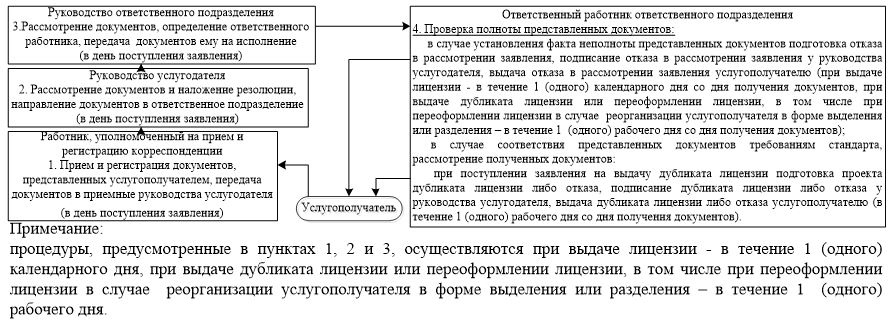 Руководство ответственного подразделения
3.Рассмотрение документов, определение ответственного
работника, передача документов ему на исполнение
(в день поступления заявления)
Руководство услугодателя
2. Рассмотрение документов и наложение резолюции,
направление документов в ответственное подразделение
(в день поступления заявления)
Работник, уполномоченный на прием и
регистрацию корреспонденции
1. Прием и регистрация документов,
представленных услугополучателем, передача
документов в приемные руководства услугодателя
(в день поступления заявления)
Услугополучатель
Ответственный работник ответственного подразделения
4. Проверка полноты представленных документов:
в случае установления факта неполноты представленных документов подготовка отказа
в рассмотрении заявления, подписание отказа в рассмотрении заявления у руководства
услугодателя, выдача отказа в рассмотрении заявления услугополучателю (при выдаче
лицензии - в течение 1 (одного) календарного дня со дня получения документов, при
выдаче дубликата лицензии или переоформлении лицензии, в том числе при
переоформлении лицензии в случае реорганизации услугополучателя в форме выделения
или разделения – в течение 1 (одного) рабочего дня со дня получения документов);
в случае соответствия представленных документов требованиям стандарта,
рассмотрение полученных документов:
при поступлении заявления на выдачу дубликата лицензии подготовка проекта
дубликата лицензии либо отказа, подписание дубликата лицензии либо отказа у
руководства услугодателя, выдача дубликата лицензии либо отказа услугополучателю (в
течение 1 (одного) рабочего дня со дня получения документов).
Примечание:
процедуры, предусмотренные в пунктах 1, 2 и 3, осуществляются при выдаче лицензии - в течение 1 (одного)
календарного дня, при выдаче дубликата лицензии или переоформлении лицензии, в том числе при переоформлении
лицензии в случае реорганизации услугополучателя в форме выделения или разделения – в течение 1 (одного)
рабочего дня.